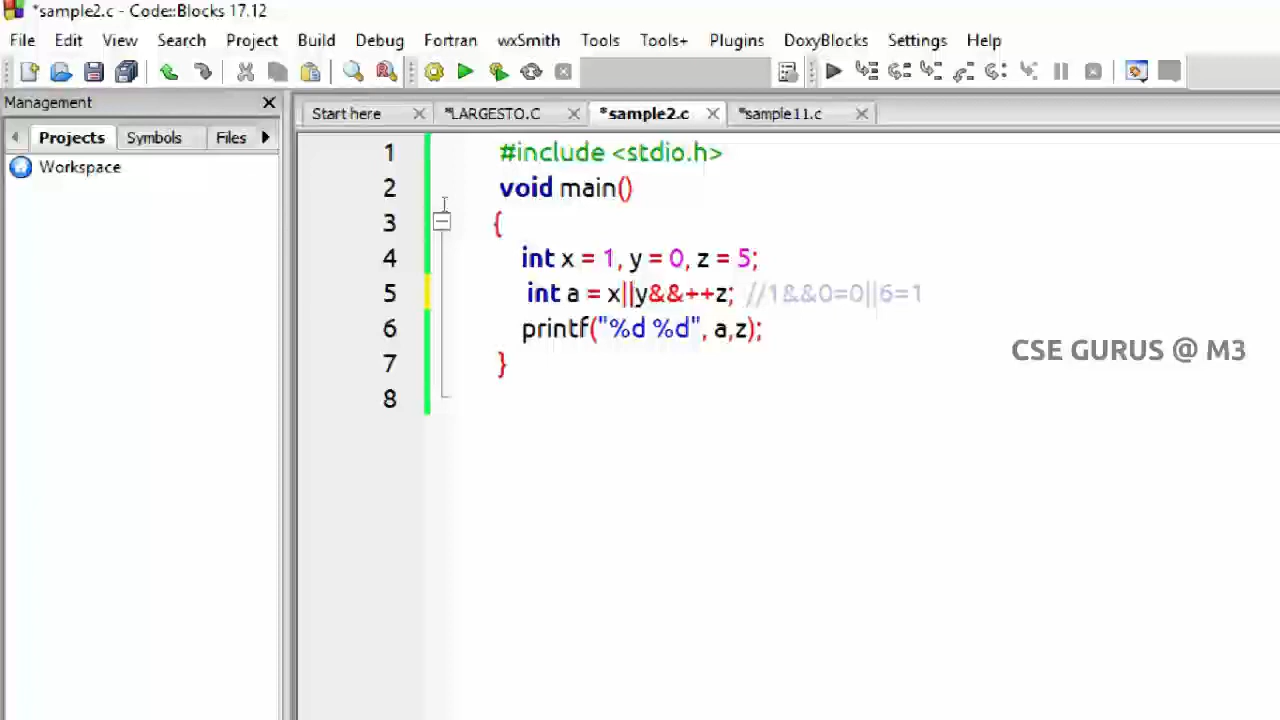 *sample2.c - Code::Blocks 17.12
File Edit View Search Project Build Debug Fortran wxSmith Tools Tools+ Plugins DoxyBlocks Settings Help
Management
Start here *LARGESTO.C *sample2.c *sample11.c
Projects Symbols Files
Workspace
1 #include <stdio.h>
2 void main()
3 {
4 int x = 1, y = 0, z = 5;
5 int a = x||y&&++z; //1&&0=0||6=1
6 printf("%d %d", a,z);
7 }
8
CSE GURUS @ M3